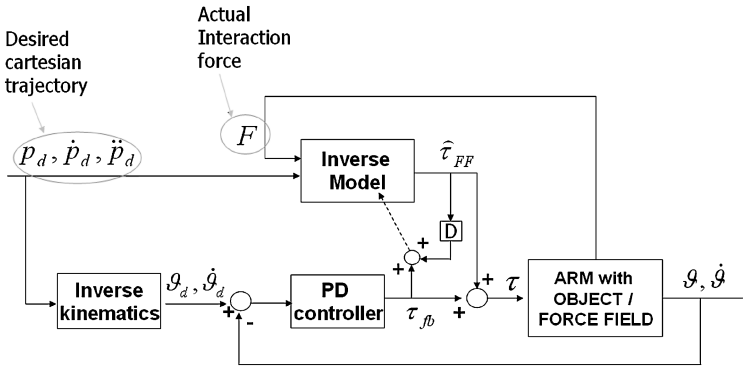 Desired
cartesian
trajectory
Actual
Interaction
force
F
p_d, ṗ_d, p̈_d
Inverse
Model
τ̂_FF
D
+
+
Inverse
kinematics
ϑ_d, ϑ̇_d
+
-
PD
controller
τ_fb
+
+
τ
ARM with
OBJECT /
FORCE FIELD
ϑ, ϑ̇